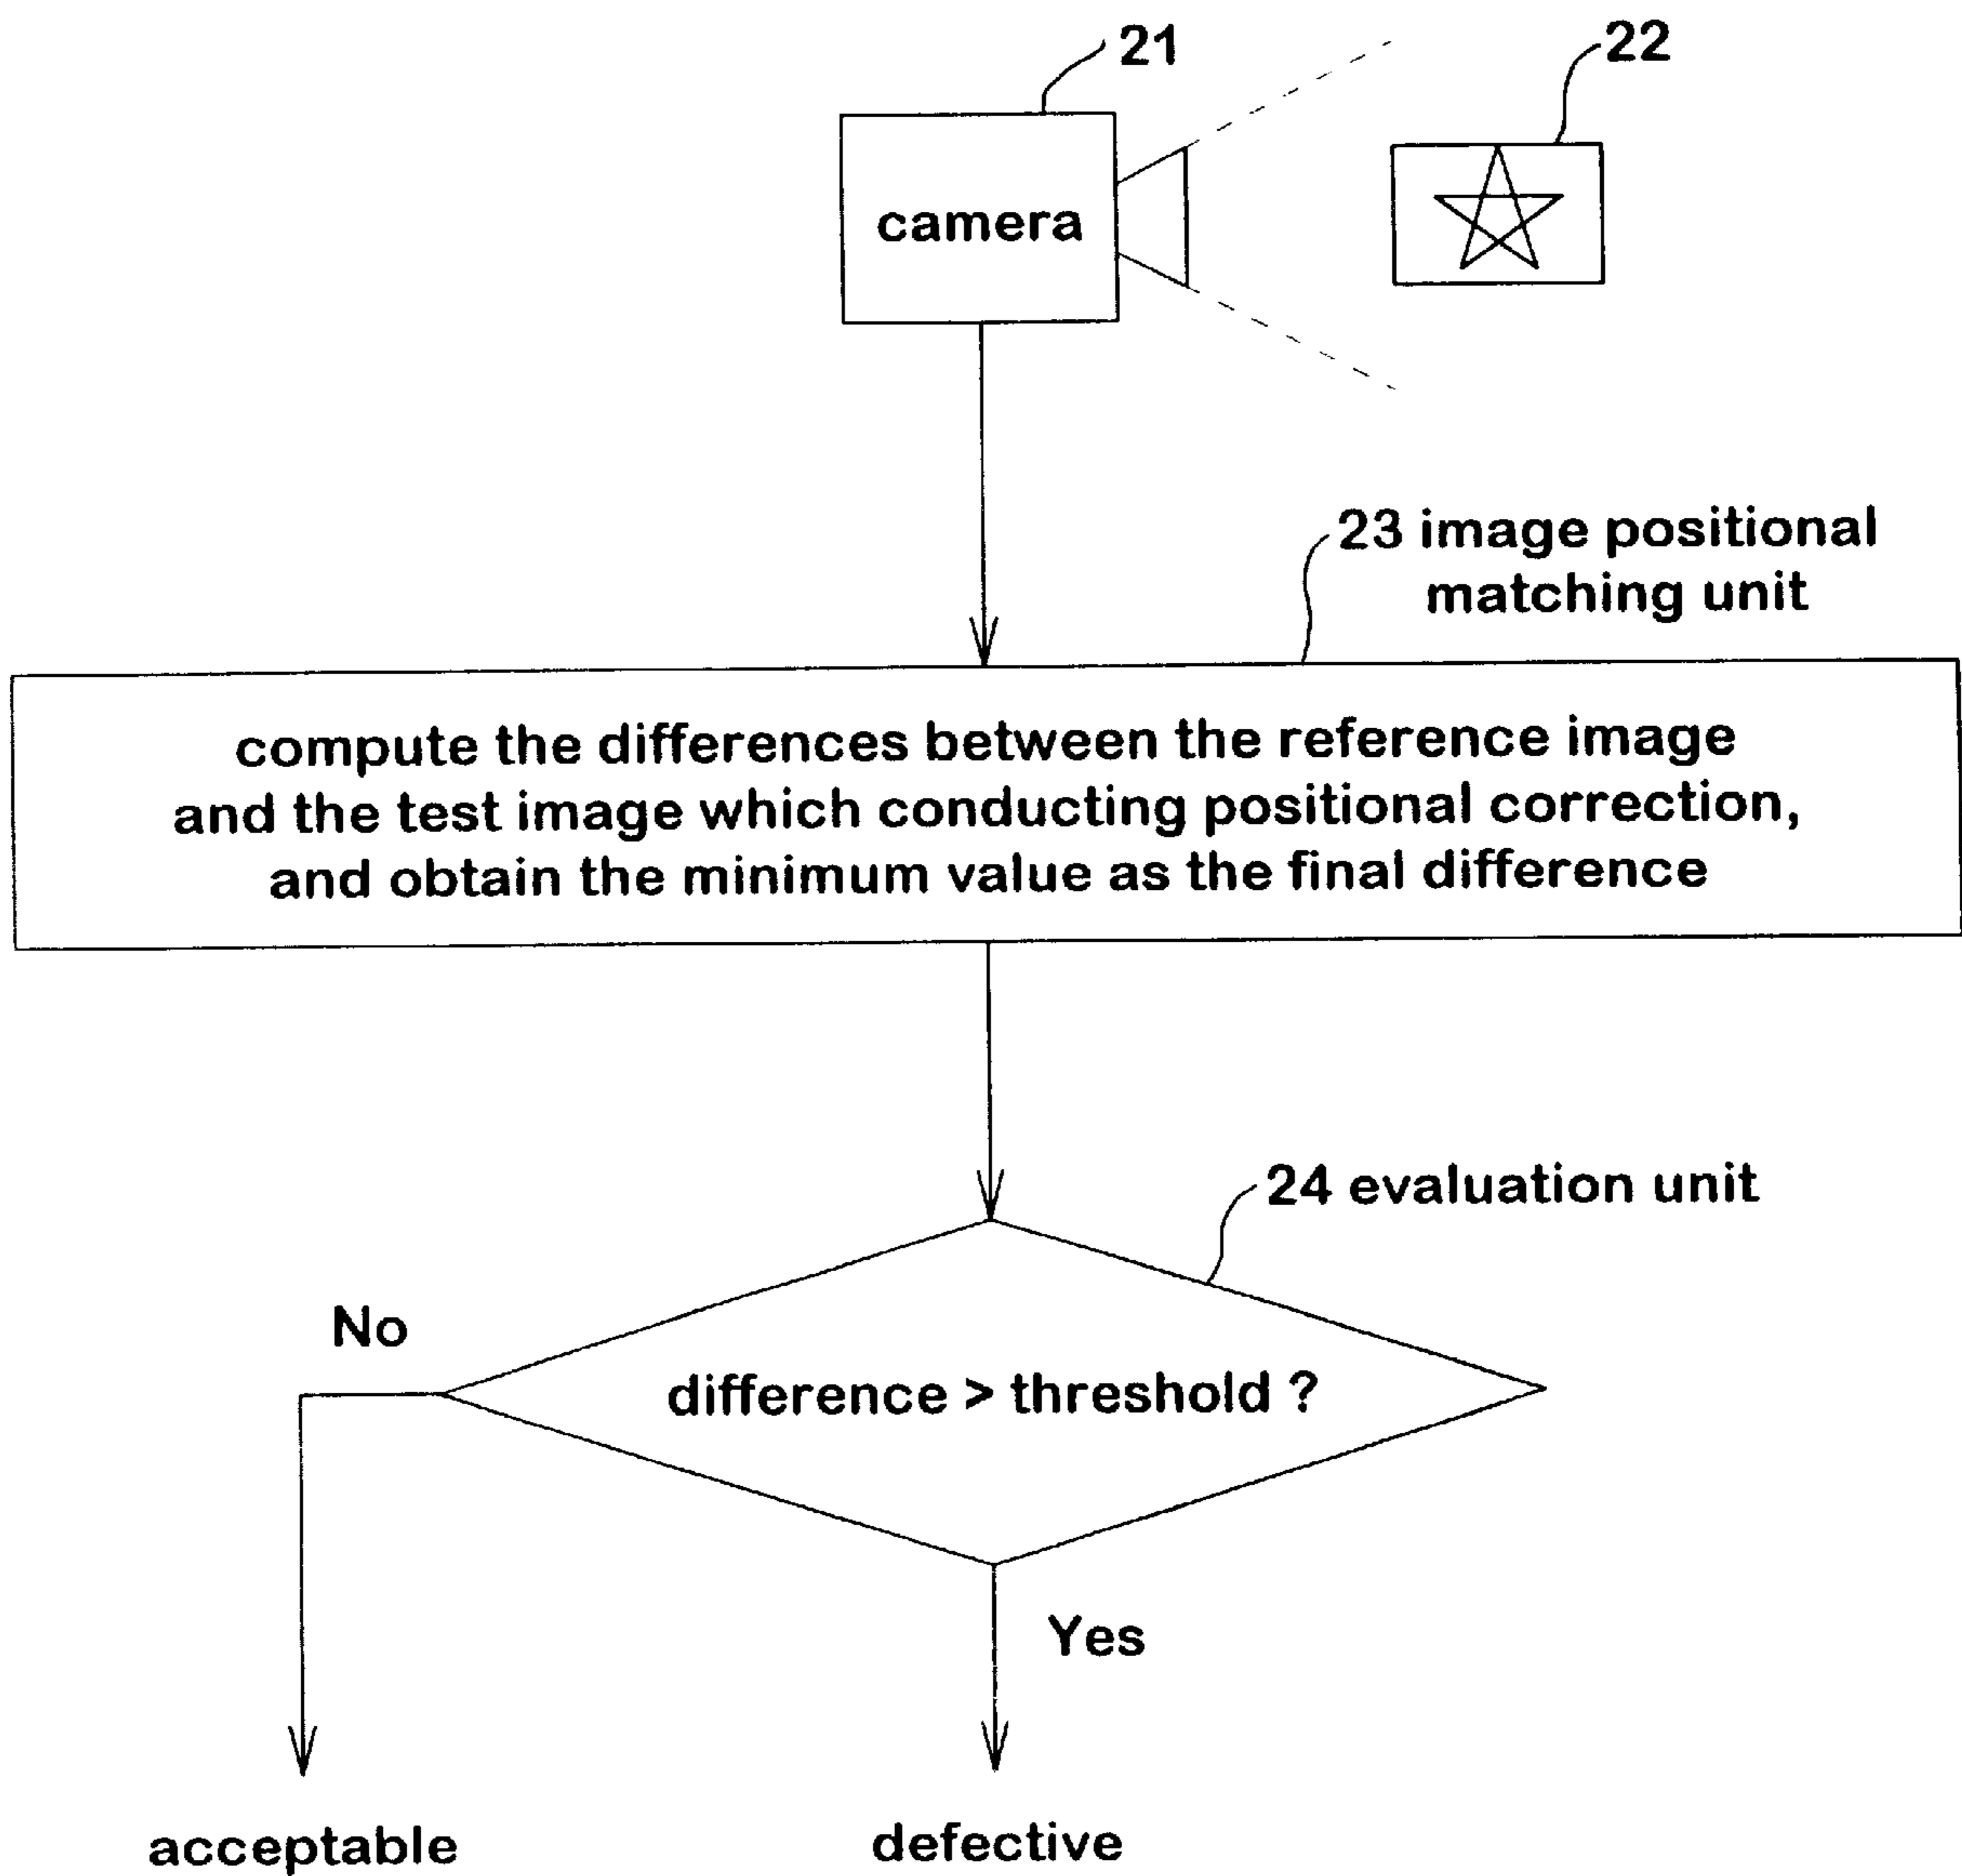 21
22
camera
23 image positional
matching unit
compute the differences between the reference image
and the test image which conducting positional correction,
and obtain the minimum value as the final difference
24 evaluation unit
No
difference > threshold ?
Yes
acceptable
defective